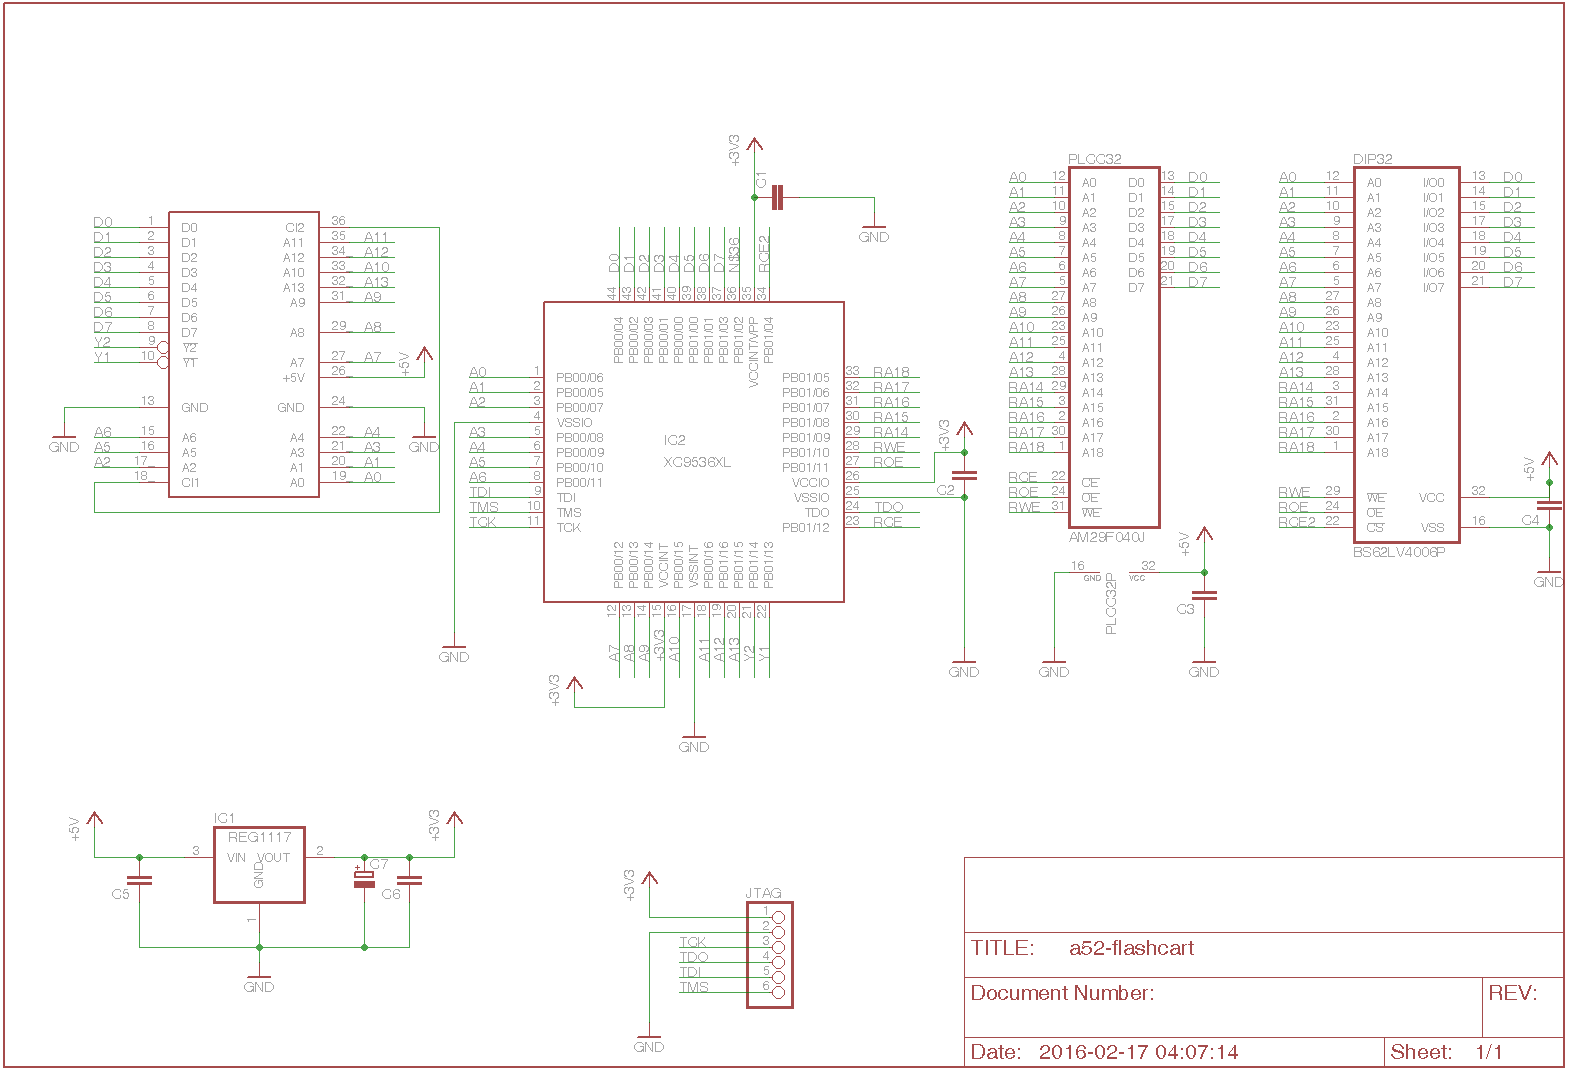 D0 1 D0 CI2 36
D1 2 D1 A11 35 A11
D2 3 D2 A12 34 A12
D3 4 D3 A10 33 A10
D4 5 D4 A13 32 A13
D5 6 D5 A9 31 A9
D6 7 D6
D7 8 D7 A8 29 A8
Y2 9 Y2
Y1 10 Y1 A7 27 A7
+5V 26 +5V
13 GND GND 24
GND GND
A6 15 A6 A4 22 A4
A5 16 A5 A3 21 A3
A2 17 A2 A1 20 A1
18 CI1 A0 19 A0
+3V3
C1
GND
D0 D1 D2 D3 D4 D5 D6 D7 NS36 RCE2
44 43 42 41 40 39 38 37 36 35 34
PB00/04 PB00/02 PB00/03 PB00/01 PB00/00 PB01/00 PB01/01 PB01/03 PB01/02 VCCINT/VPP PB01/04
A0 1 PB00/06 PB01/05 33 RA18
A1 2 PB00/05 PB01/06 32 RA17
A2 3 PB00/07 PB01/07 31 RA16
4 VSSIO PB01/08 30 RA15
A3 5 PB00/08 PB01/09 29 RA14
A4 6 PB00/09 PB01/10 28 RWE
A5 7 PB00/10 PB01/11 27 ROE
A6 8 PB00/11 VCCIO 26
TDI 9 TDI VSSIO 25
TMS 10 TMS TDO 24 TDO
TCK 11 TCK PB01/12 23 RCE
IC2
XC9536XL
+3V3
C2
GND
PB00/12 PB00/13 PB00/14 VCCINT PB00/15 VSSINT PB00/16 PB01/16 PB01/15 PB01/14 PB01/13
12 13 14 15 16 17 18 19 20 21 22
A7 A8 A9 +3V3 A10 A11 A12 A13 Y2 Y1
GND
+3V3
GND
PLCC32
A0 12 A0 D0 13 D0
A1 11 A1 D1 14 D1
A2 10 A2 D2 15 D2
A3 9 A3 D3 17 D3
A4 8 A4 D4 18 D4
A5 7 A5 D5 19 D5
A6 6 A6 D6 20 D6
A7 5 A7 D7 21 D7
A8 27 A8
A9 26 A9
A10 23 A10
A11 25 A11
A12 4 A12
A13 28 A13
RA14 29 A14
RA15 3 A15
RA16 2 A16
RA17 30 A17
RA18 1 A18
RCE 22 CE
ROE 24 OE
RWE 31 WE
AM29F040J
16 GND VCC 32
PLCC32P
+5V
C3
GND GND
DIP32
A0 12 A0 I/O0 13 D0
A1 11 A1 I/O1 14 D1
A2 10 A2 I/O2 15 D2
A3 9 A3 I/O3 17 D3
A4 8 A4 I/O4 18 D4
A5 7 A5 I/O5 19 D5
A6 6 A6 I/O6 20 D6
A7 5 A7 I/O7 21 D7
A8 27 A8
A9 26 A9
A10 23 A10
A11 25 A11
A12 4 A12
A13 28 A13
RA14 3 A14
RA15 31 A15
RA16 2 A16
RA17 30 A17
RA18 1 A18
RWE 29 WE VCC 32
ROE 24 OE
RCE2 22 CS VSS 16
BS62LV4006P
+5V
C4
GND
+5V
IC1
REG1117
3 VIN VOUT 2
GND
1
C5
C7
+
C6
+3V3
GND
+3V3
JTAG
1
2
TCK 3
TDO 4
TDI 5
TMS 6
GND
TITLE: a52-flashcart
Document Number:
REV:
Date: 2016-02-17 04:07:14
Sheet: 1/1